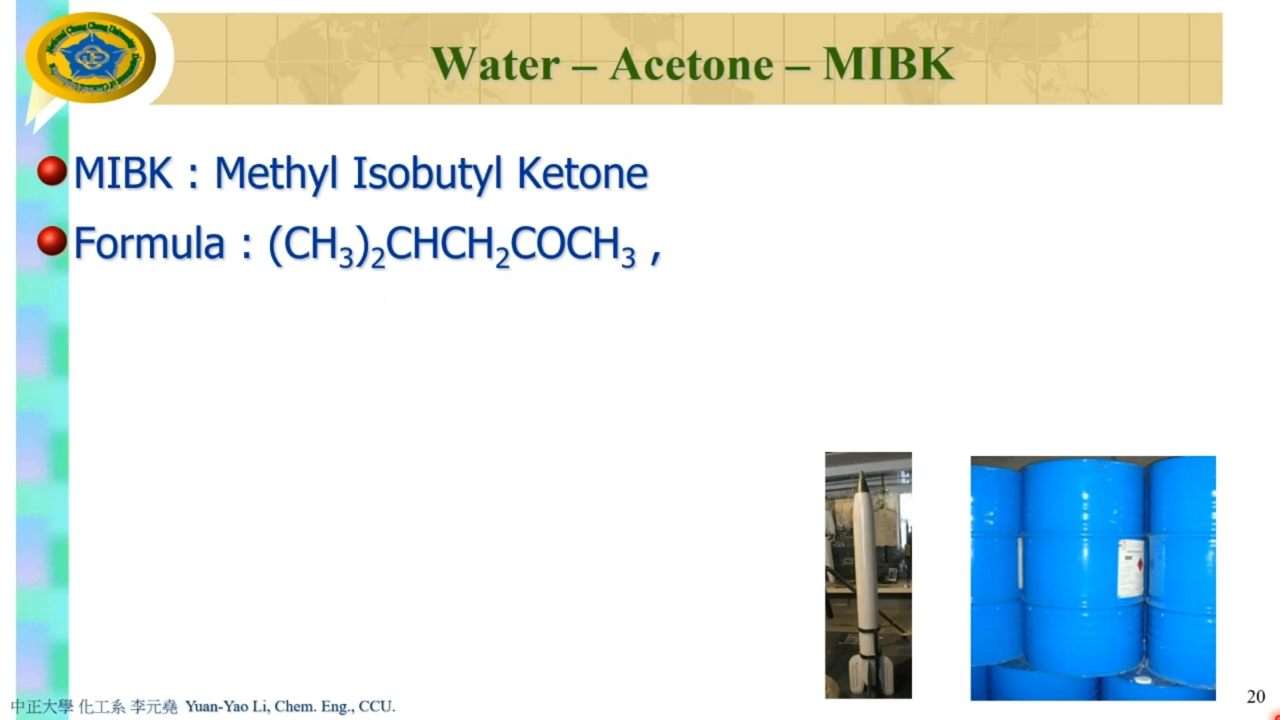 Water – Acetone – MIBK
MIBK : Methyl Isobutyl Ketone
Formula : (CH₃)₂CHCH₂COCH₃ ,
中正大學 化工系 李元堯 Yuan-Yao Li, Chem. Eng., CCU.
20